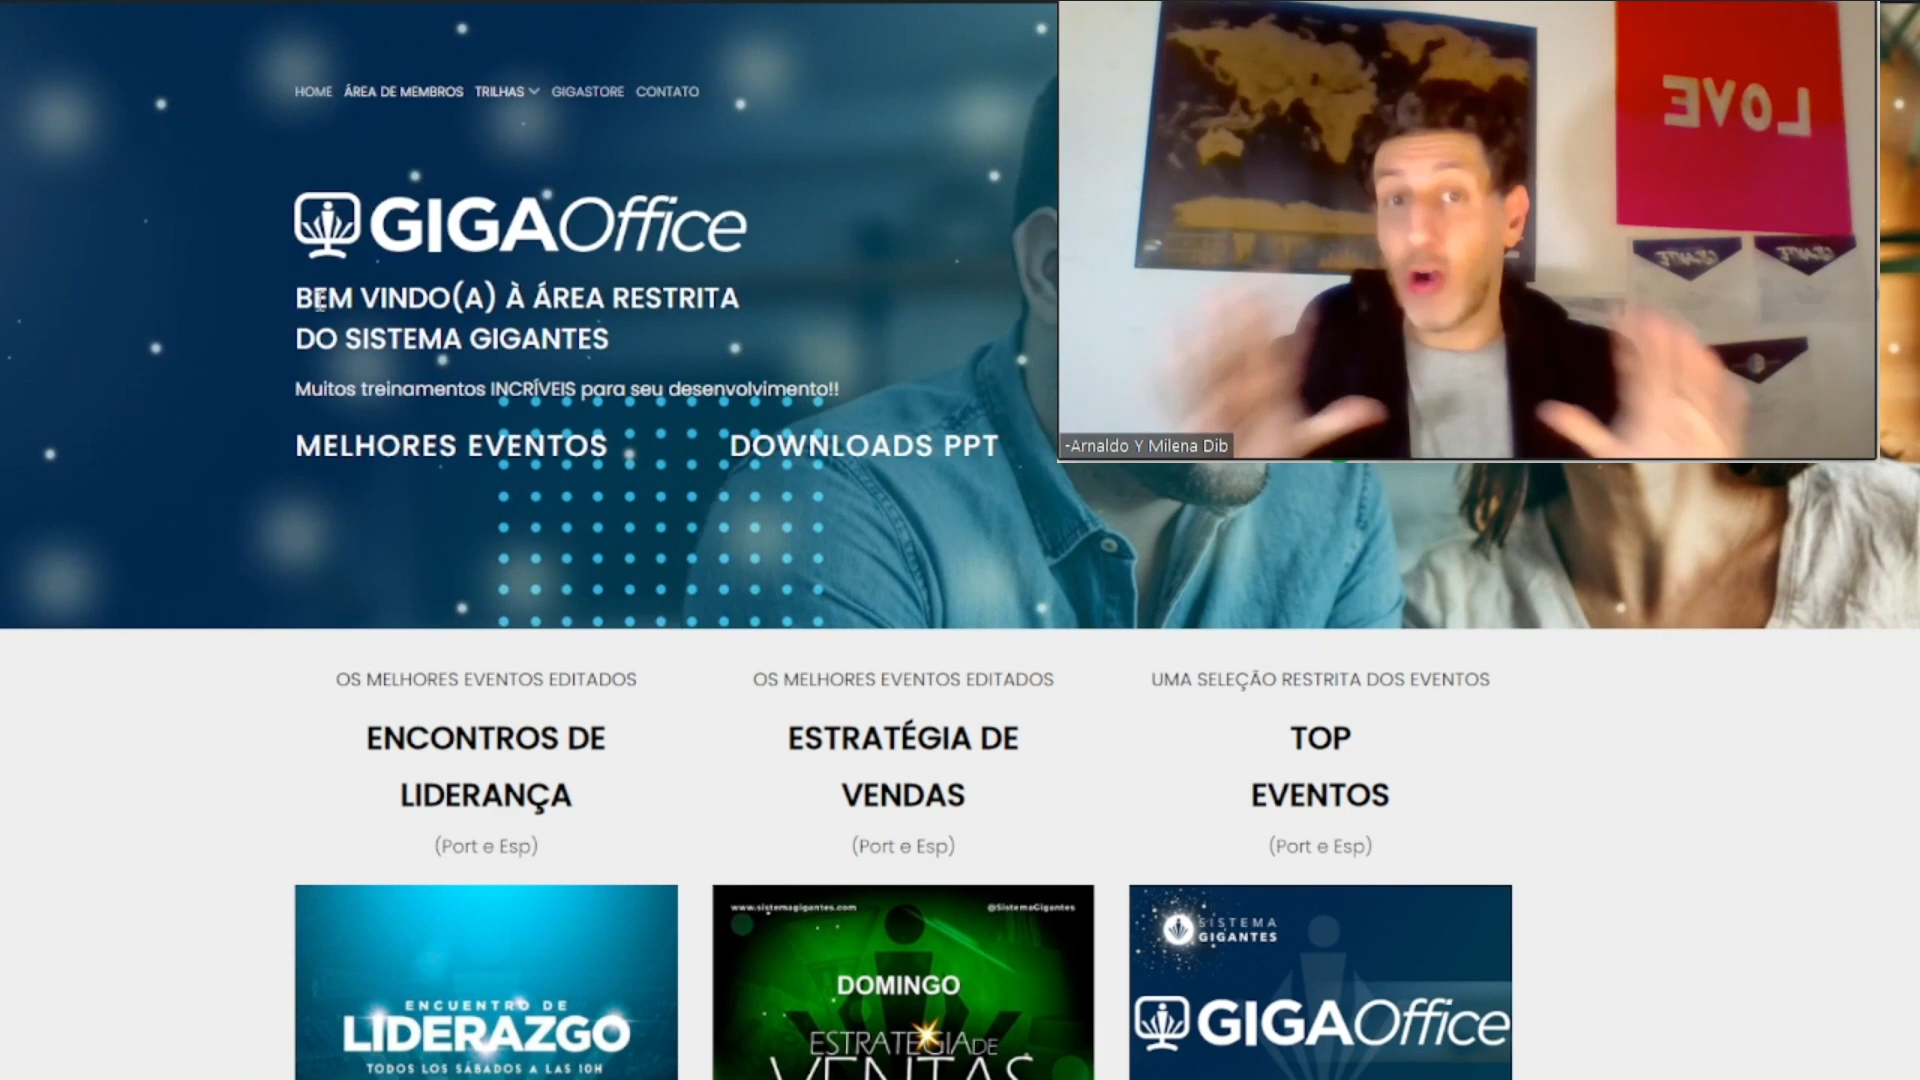 HOME ÁREA DE MEMBROS TRILHAS GIGASTORE CONTATO
GIGAOffice
BEM VINDO(A) À ÁREA RESTRITA
DO SISTEMA GIGANTES
Muitos treinamentos INCRÍVEIS para seu desenvolvimento!!
MELHORES EVENTOS
DOWNLOADS PPT
LOVE
-Arnaldo Y Milena Dib
OS MELHORES EVENTOS EDITADOS
ENCONTROS DE
LIDERANÇA
(Port e Esp)
OS MELHORES EVENTOS EDITADOS
ESTRATÉGIA DE
VENDAS
(Port e Esp)
UMA SELEÇÃO RESTRITA DOS EVENTOS
TOP
EVENTOS
(Port e Esp)
ENCUENTRO DE
LIDERAZGO
TODOS LOS SÁBADOS A LAS 10H
www.sistemagigantes.com
@SistemaGigantes
DOMINGO
ESTRATEGIA DE
VENTAS
SISTEMA
GIGANTES
GIGAOffice